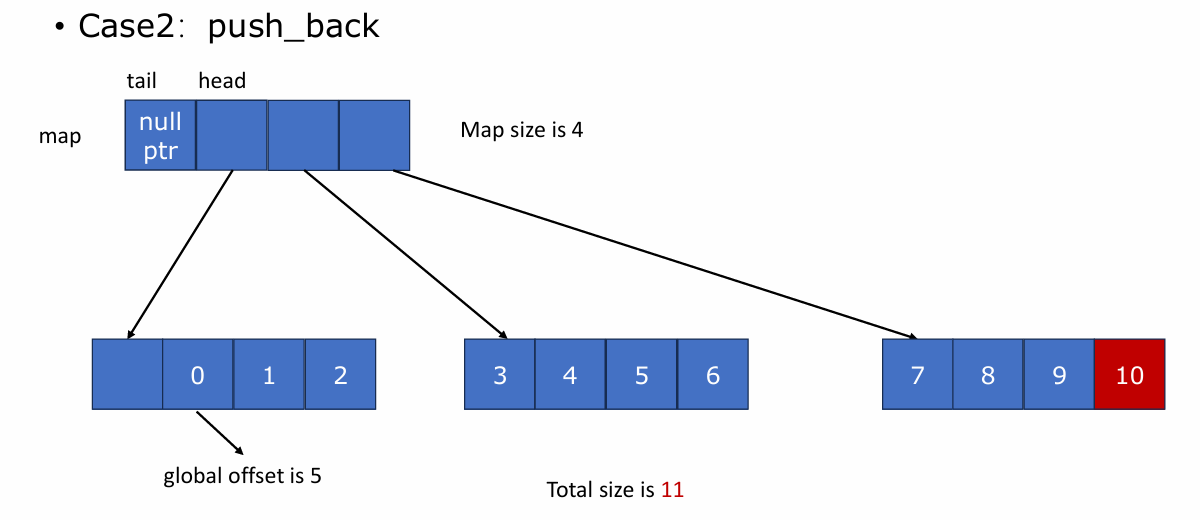 • Case2： push_back
tail head
map
null
ptr
Map size is 4
0 1 2
3 4 5 6
7 8 9 10
global offset is 5
Total size is 11